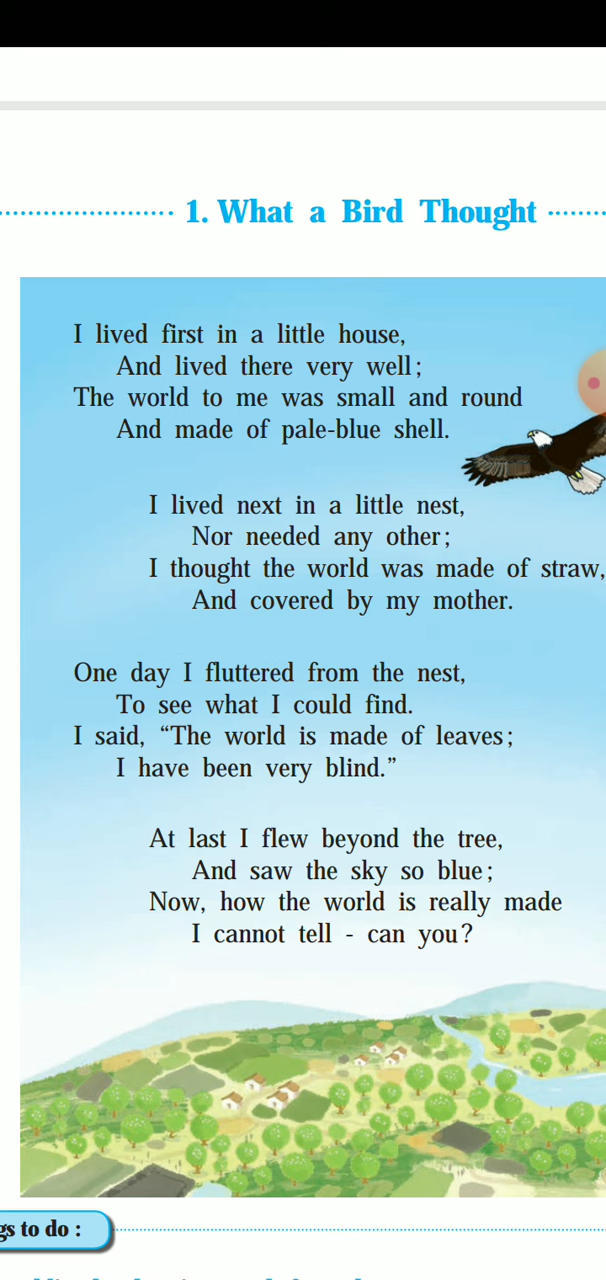 1. What a Bird Thought
I lived first in a little house,
And lived there very well;
The world to me was small and round
And made of pale-blue shell.
I lived next in a little nest,
Nor needed any other;
I thought the world was made of straw,
And covered by my mother.
One day I fluttered from the nest,
To see what I could find.
I said, “The world is made of leaves;
I have been very blind.”
At last I flew beyond the tree,
And saw the sky so blue;
Now, how the world is really made
I cannot tell - can you?
gs to do :